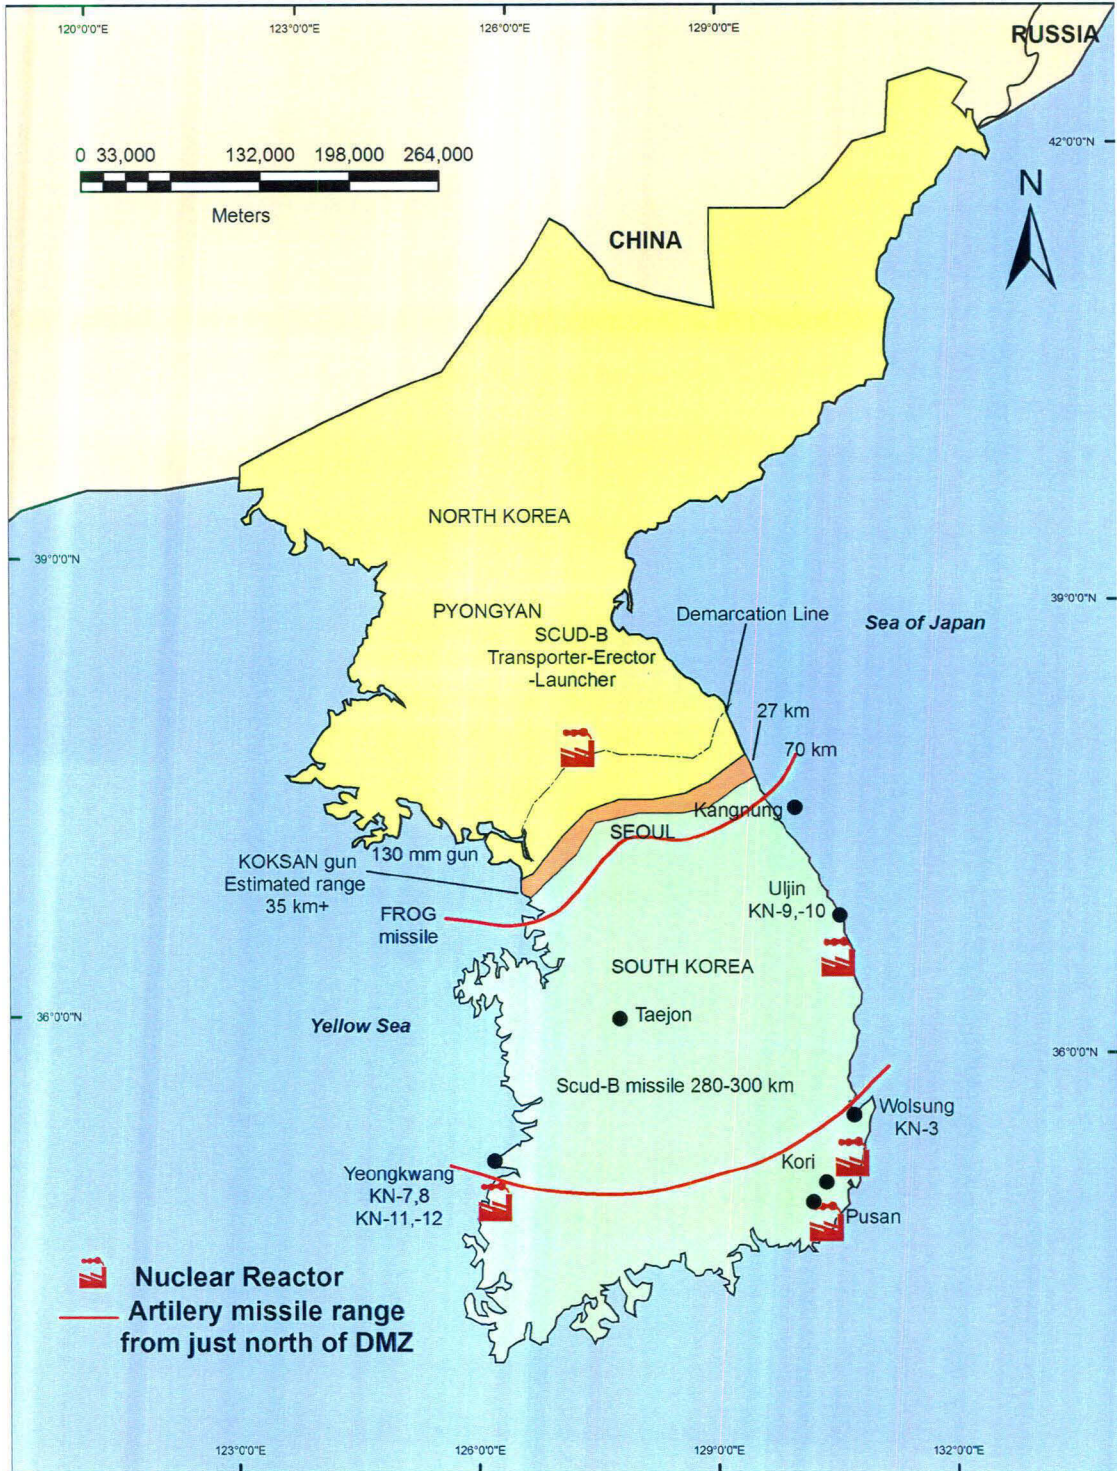 120°0'0"E
123°0'0"E
126°0'0"E
129°0'0"E
RUSSIA
42°0'0"N
0 33,000 132,000 198,000 264,000
Meters
N
CHINA
NORTH KOREA
39°0'0"N
39°0'0"N
PYONGYAN
SCUD-B
Transporter-Erector
-Launcher
Demarcation Line
Sea of Japan
27 km
70 km
Kangnung
SEOUL
130 mm gun
KOKSAN gun
Estimated range
35 km+
FROG
missile
Uljin
KN-9,-10
SOUTH KOREA
36°0'0"N
Taejon
Yellow Sea
36°0'0"N
Scud-B missile 280-300 km
Wolsung
KN-3
Kori
Yeongkwang
KN-7,8
KN-11,-12
Pusan
Nuclear Reactor
Artilery missile range
from just north of DMZ
123°0'0"E
126°0'0"E
129°0'0"E
132°0'0"E